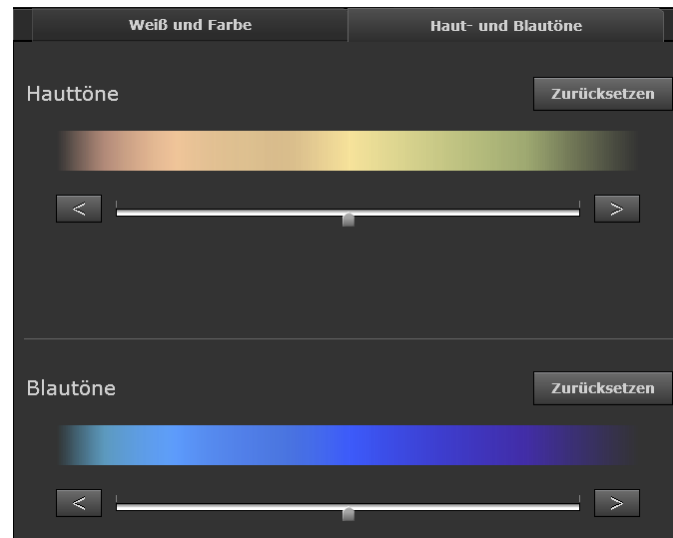 Weiß und Farbe
Haut- und Blautöne
Hauttöne
Zurücksetzen
< >
Blautöne
Zurücksetzen
< >